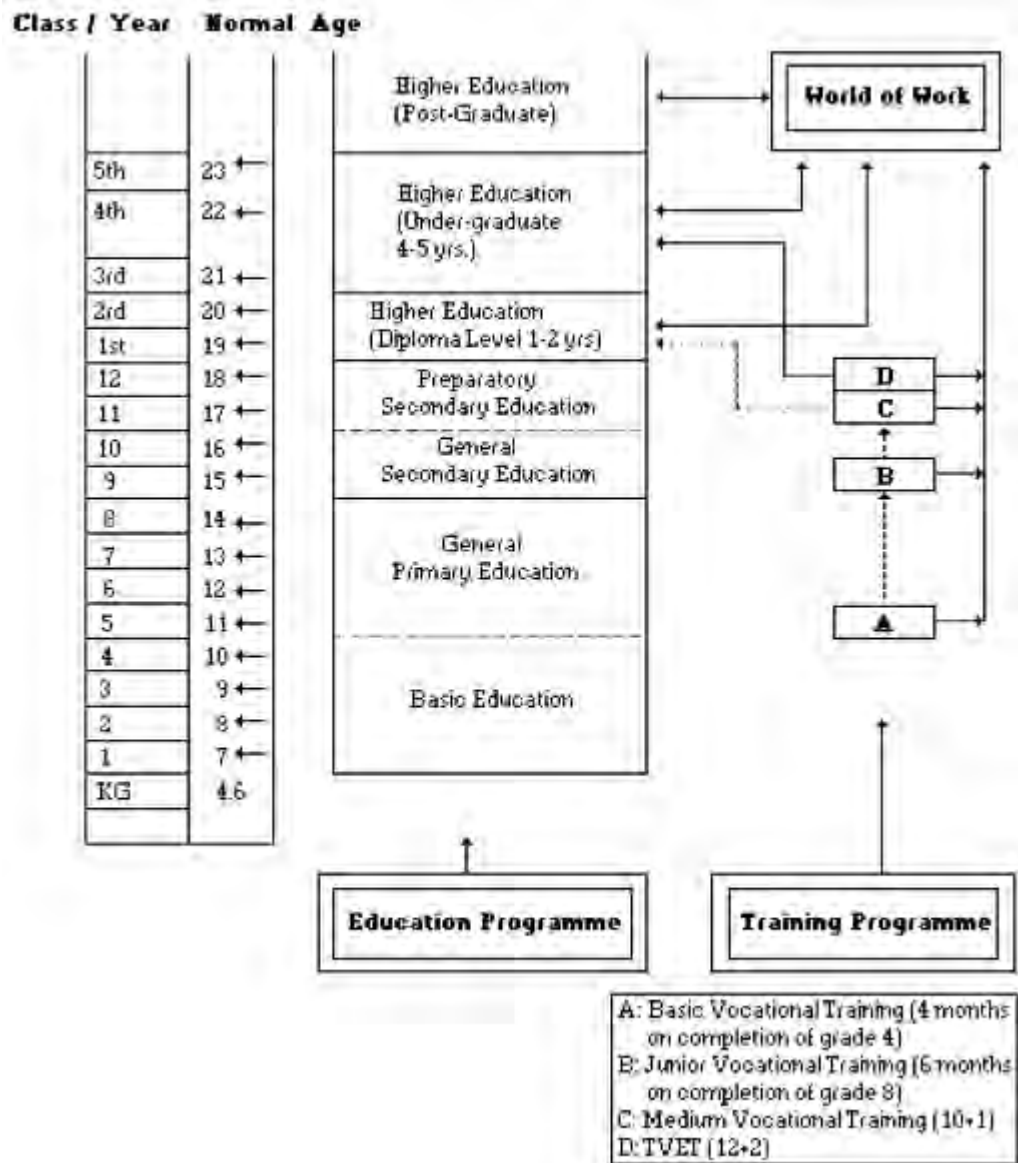 Class / Year Normal Age
Higher Education
(Post-Graduate)
World of Work
5th 23
4th 22
Higher Education
(Under-graduate
4-5 yrs.)
3rd 21
2rd 20
Higher Education
(Diploma Level 1-2 yrs)
1st 19
12 18
Preparatory
Secondary Education
D
11 17
C
10 16
General
Secondary Education
9 15
B
8 14
7 13
General
Primary Education
6 12
5 11
A
4 10
3 9
Basic Education
2 8
1 7
KG 4.6
Education Programme
Training Programme
A: Basic Vocational Training (4 months
on completion of grade 4)
B: Junior Vocational Training (6 months
on completion of grade 8)
C: Medium Vocational Training (10+1)
D: TVET (12+2)